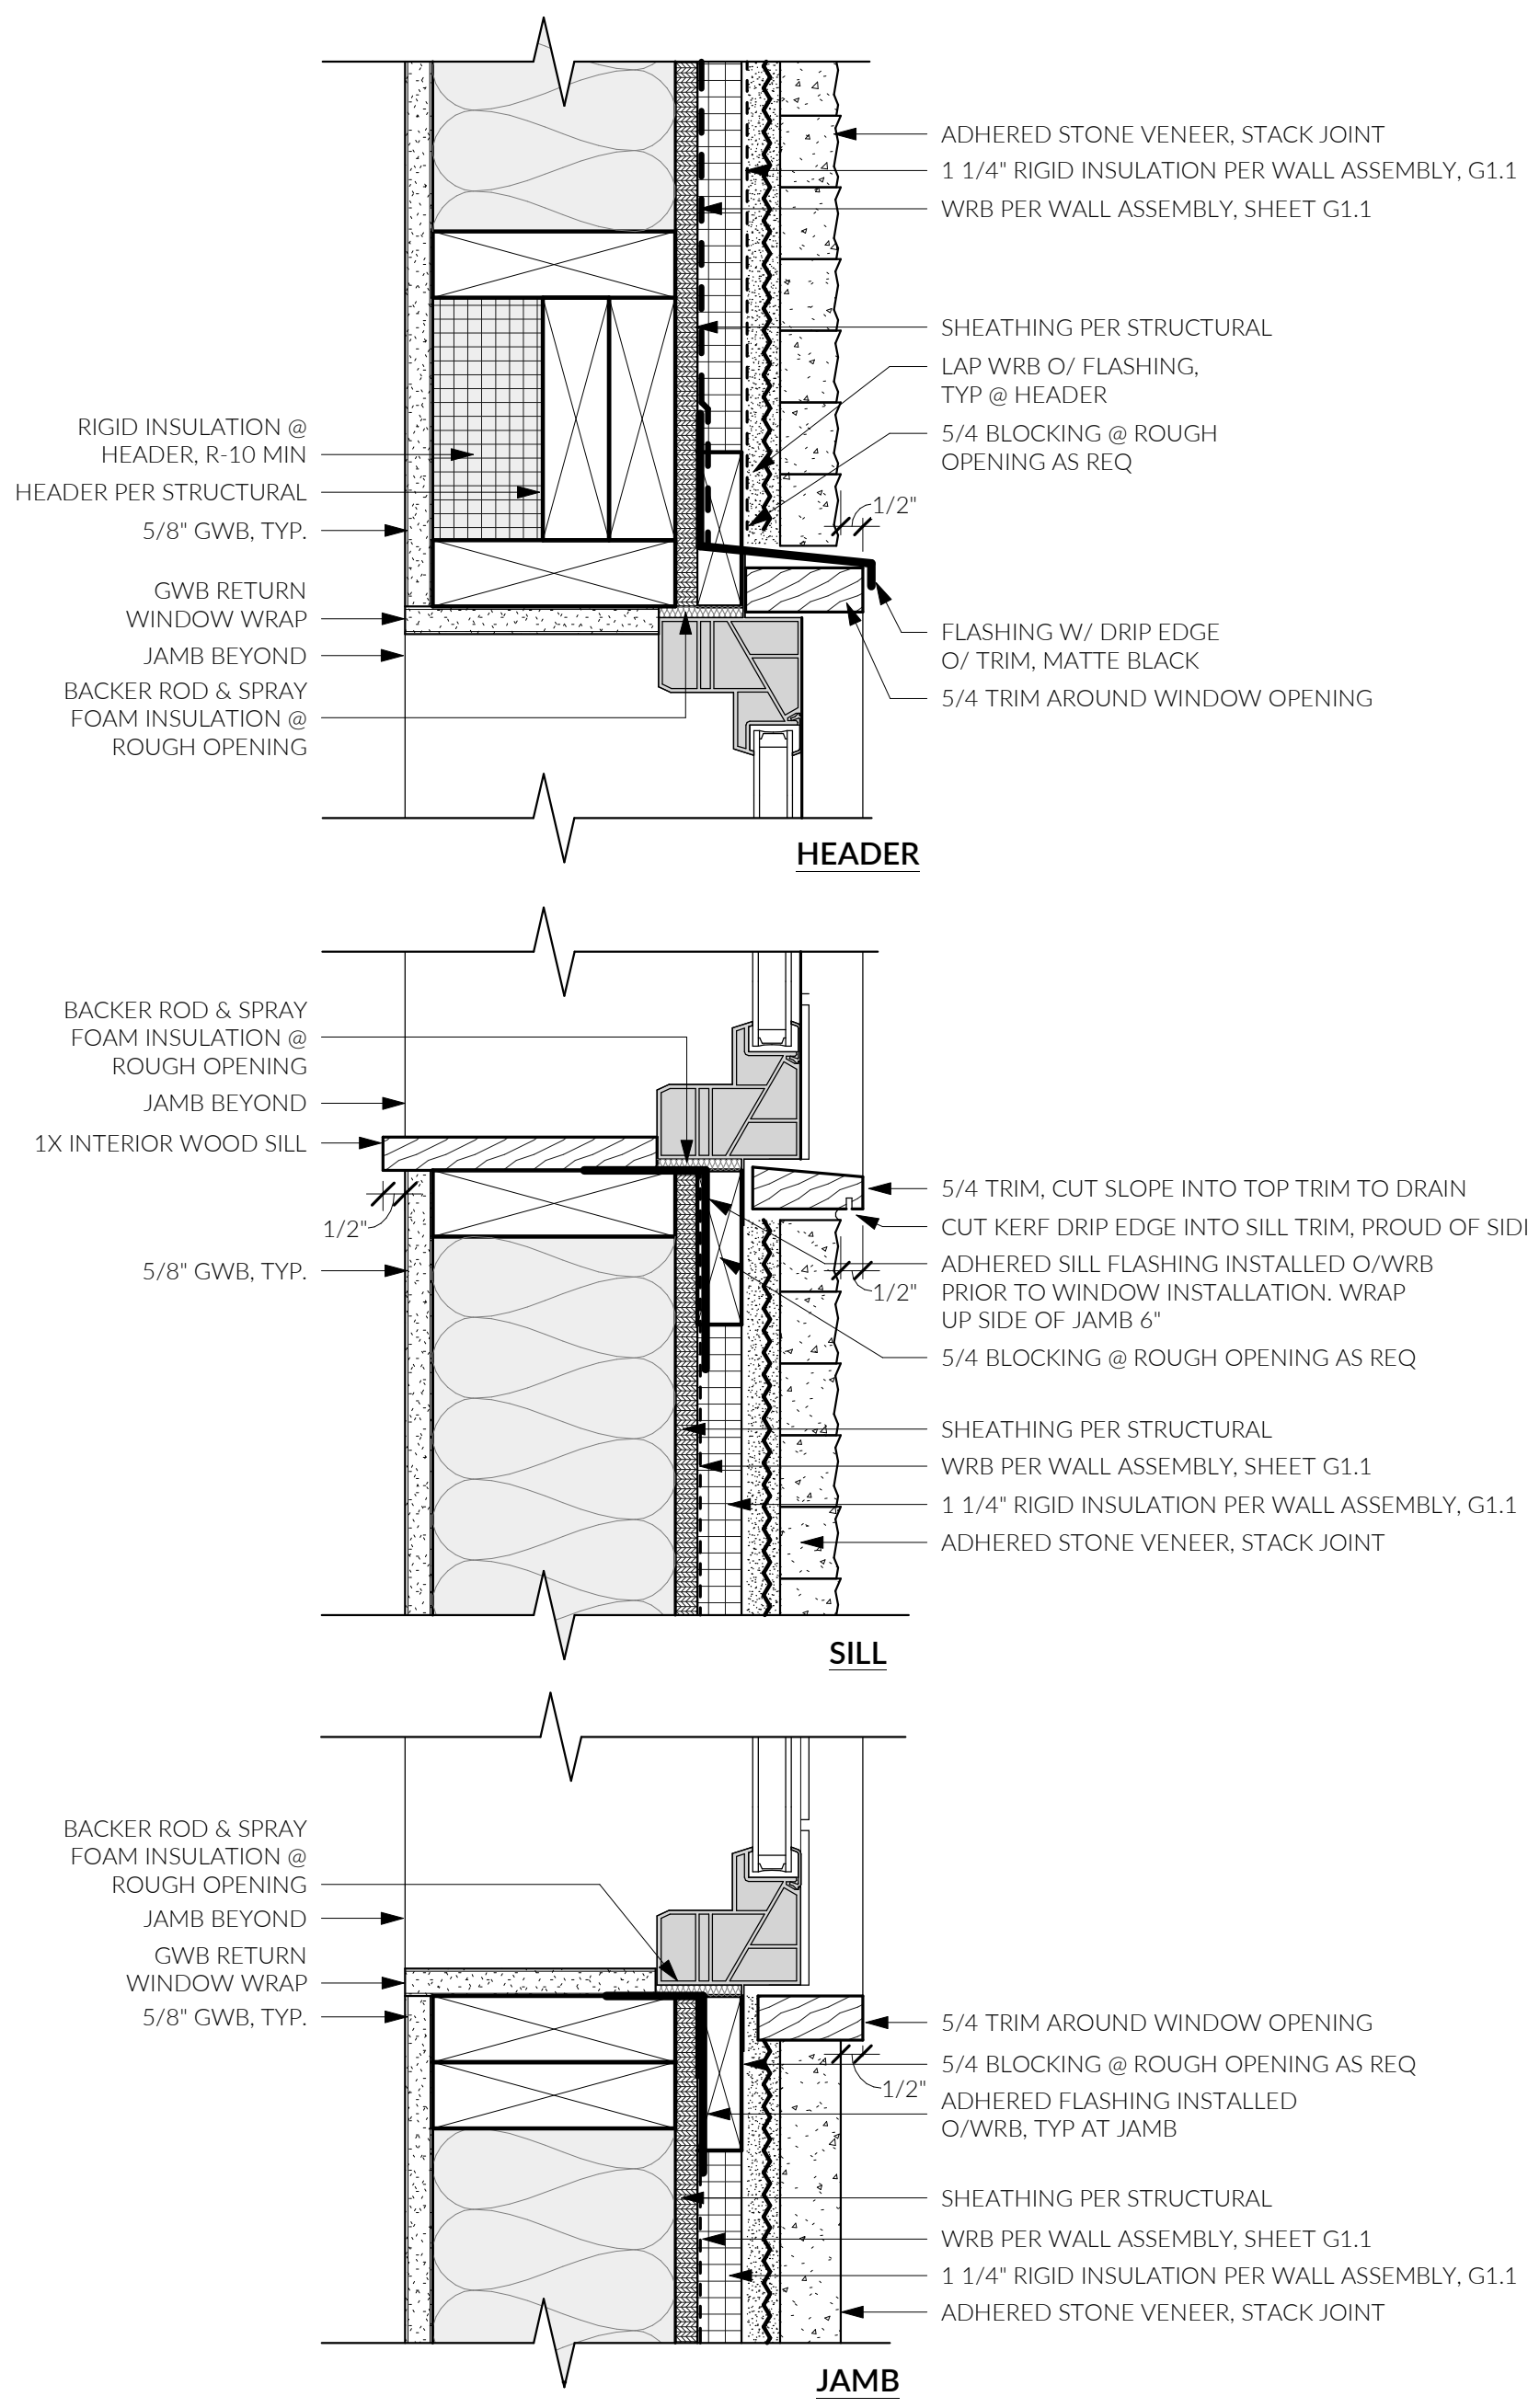 ADHERED STONE VENEER, STACK JOINT
1 1/4" RIGID INSULATION PER WALL ASSEMBLY, G1.1
WRB PER WALL ASSEMBLY, SHEET G1.1
SHEATHING PER STRUCTURAL
LAP WRB O/ FLASHING,
TYP @ HEADER
5/4 BLOCKING @ ROUGH
OPENING AS REQ
1/2"
FLASHING W/ DRIP EDGE
O/ TRIM, MATTE BLACK
5/4 TRIM AROUND WINDOW OPENING
RIGID INSULATION @
HEADER, R-10 MIN
HEADER PER STRUCTURAL
5/8" GWB, TYP.
GWB RETURN
WINDOW WRAP
JAMB BEYOND
BACKER ROD & SPRAY
FOAM INSULATION @
ROUGH OPENING
HEADER
BACKER ROD & SPRAY
FOAM INSULATION @
ROUGH OPENING
JAMB BEYOND
1X INTERIOR WOOD SILL
1/2"
5/8" GWB, TYP.
5/4 TRIM, CUT SLOPE INTO TOP TRIM TO DRAIN
CUT KERF DRIP EDGE INTO SILL TRIM, PROUD OF SIDI
ADHERED SILL FLASHING INSTALLED O/WRB
PRIOR TO WINDOW INSTALLATION. WRAP
UP SIDE OF JAMB 6"
1/2"
5/4 BLOCKING @ ROUGH OPENING AS REQ
SHEATHING PER STRUCTURAL
WRB PER WALL ASSEMBLY, SHEET G1.1
1 1/4" RIGID INSULATION PER WALL ASSEMBLY, G1.1
ADHERED STONE VENEER, STACK JOINT
SILL
BACKER ROD & SPRAY
FOAM INSULATION @
ROUGH OPENING
JAMB BEYOND
GWB RETURN
WINDOW WRAP
5/8" GWB, TYP.
5/4 TRIM AROUND WINDOW OPENING
5/4 BLOCKING @ ROUGH OPENING AS REQ
1/2"
ADHERED FLASHING INSTALLED
O/WRB, TYP AT JAMB
SHEATHING PER STRUCTURAL
WRB PER WALL ASSEMBLY, SHEET G1.1
1 1/4" RIGID INSULATION PER WALL ASSEMBLY, G1.1
ADHERED STONE VENEER, STACK JOINT
JAMB